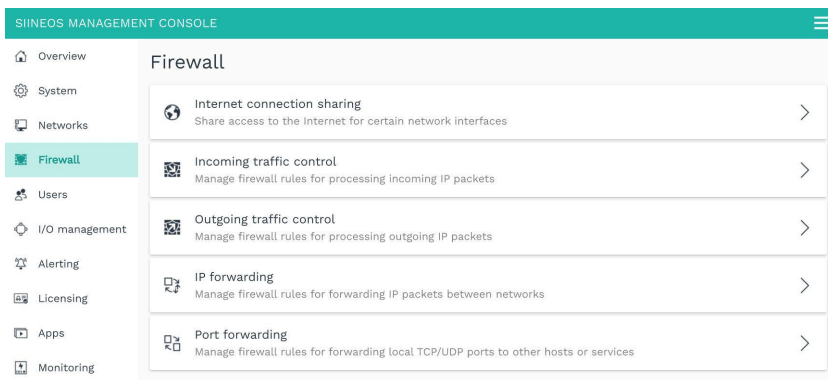 SIINEOS MANAGEMENT CONSOLE
Overview
System
Networks
Firewall
Users
I/O management
Alerting
Licensing
Apps
Monitoring
Firewall
Internet connection sharing
Share access to the Internet for certain network interfaces
Incoming traffic control
Manage firewall rules for processing incoming IP packets
Outgoing traffic control
Manage firewall rules for processing outgoing IP packets
IP forwarding
Manage firewall rules for forwarding IP packets between networks
Port forwarding
Manage firewall rules for forwarding local TCP/UDP ports to other hosts or services